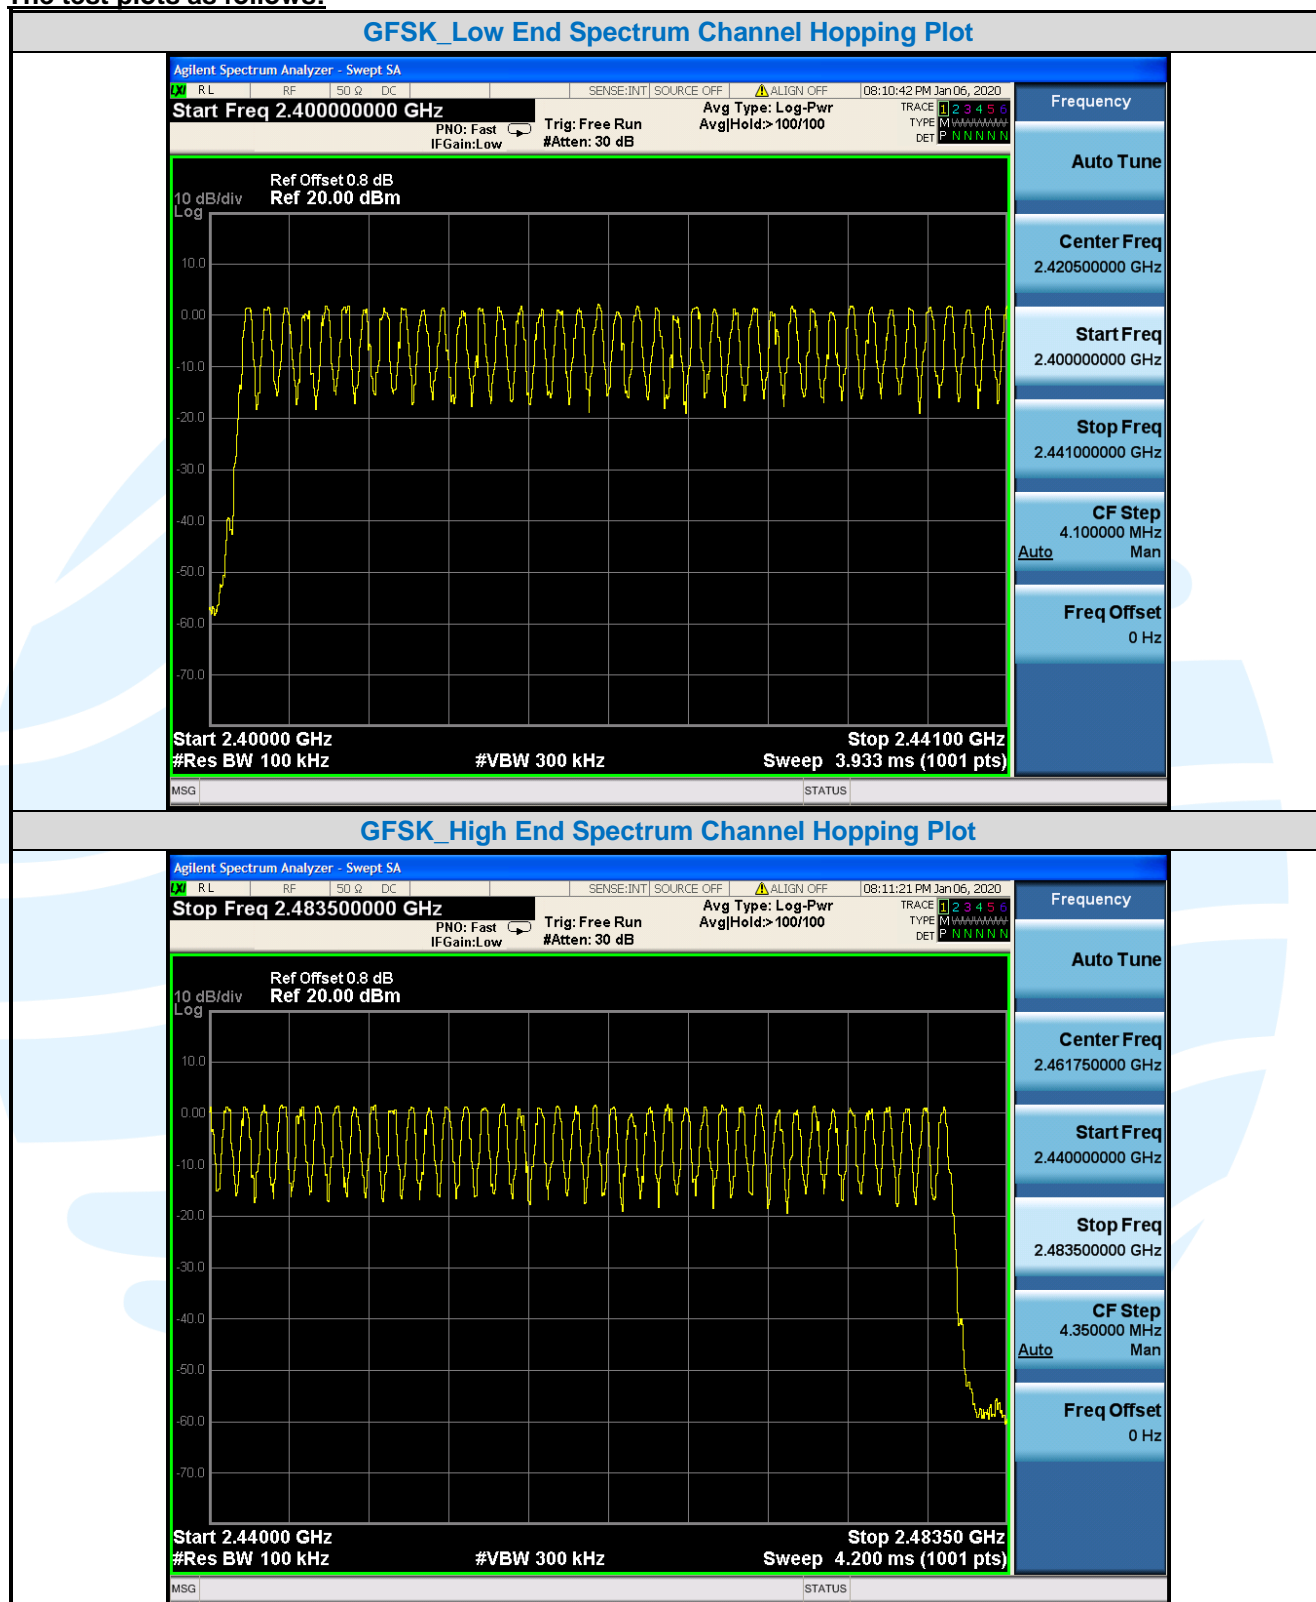 The test plots as follows:
GFSK_Low End Spectrum Channel Hopping Plot
Agilent Spectrum Analyzer - Swept SA
LXI RL RF 50 Ω DC SENSE:INT SOURCE OFF ALIGN OFF 08:10:42 PM Jan 06, 2020
Start Freq 2.400000000 GHz
PNO: Fast
IFGain:Low
Trig: Free Run
#Atten: 30 dB
Avg Type: Log-Pwr
Avg|Hold:>100/100
TRACE 1 2 3 4 5 6
TYPE M WWWWW
DET P N N N N N
Ref Offset 0.8 dB
10 dB/div Ref 20.00 dBm
Log
10.0
0.00
-10.0
-20.0
-30.0
-40.0
-50.0
-60.0
-70.0
Start 2.40000 GHz Stop 2.44100 GHz
#Res BW 100 kHz #VBW 300 kHz Sweep 3.933 ms (1001 pts)
MSG STATUS
Frequency
Auto Tune
Center Freq
2.420500000 GHz
Start Freq
2.400000000 GHz
Stop Freq
2.441000000 GHz
CF Step
4.100000 MHz
Auto Man
Freq Offset
0 Hz
GFSK_High End Spectrum Channel Hopping Plot
Agilent Spectrum Analyzer - Swept SA
LXI RL RF 50 Ω DC SENSE:INT SOURCE OFF ALIGN OFF 08:11:21 PM Jan 06, 2020
Stop Freq 2.483500000 GHz
PNO: Fast
IFGain:Low
Trig: Free Run
#Atten: 30 dB
Avg Type: Log-Pwr
Avg|Hold:>100/100
TRACE 1 2 3 4 5 6
TYPE M WWWWW
DET P N N N N N
Ref Offset 0.8 dB
10 dB/div Ref 20.00 dBm
Log
10.0
0.00
-10.0
-20.0
-30.0
-40.0
-50.0
-60.0
-70.0
Start 2.44000 GHz Stop 2.48350 GHz
#Res BW 100 kHz #VBW 300 kHz Sweep 4.200 ms (1001 pts)
MSG STATUS
Frequency
Auto Tune
Center Freq
2.461750000 GHz
Start Freq
2.440000000 GHz
Stop Freq
2.483500000 GHz
CF Step
4.350000 MHz
Auto Man
Freq Offset
0 Hz